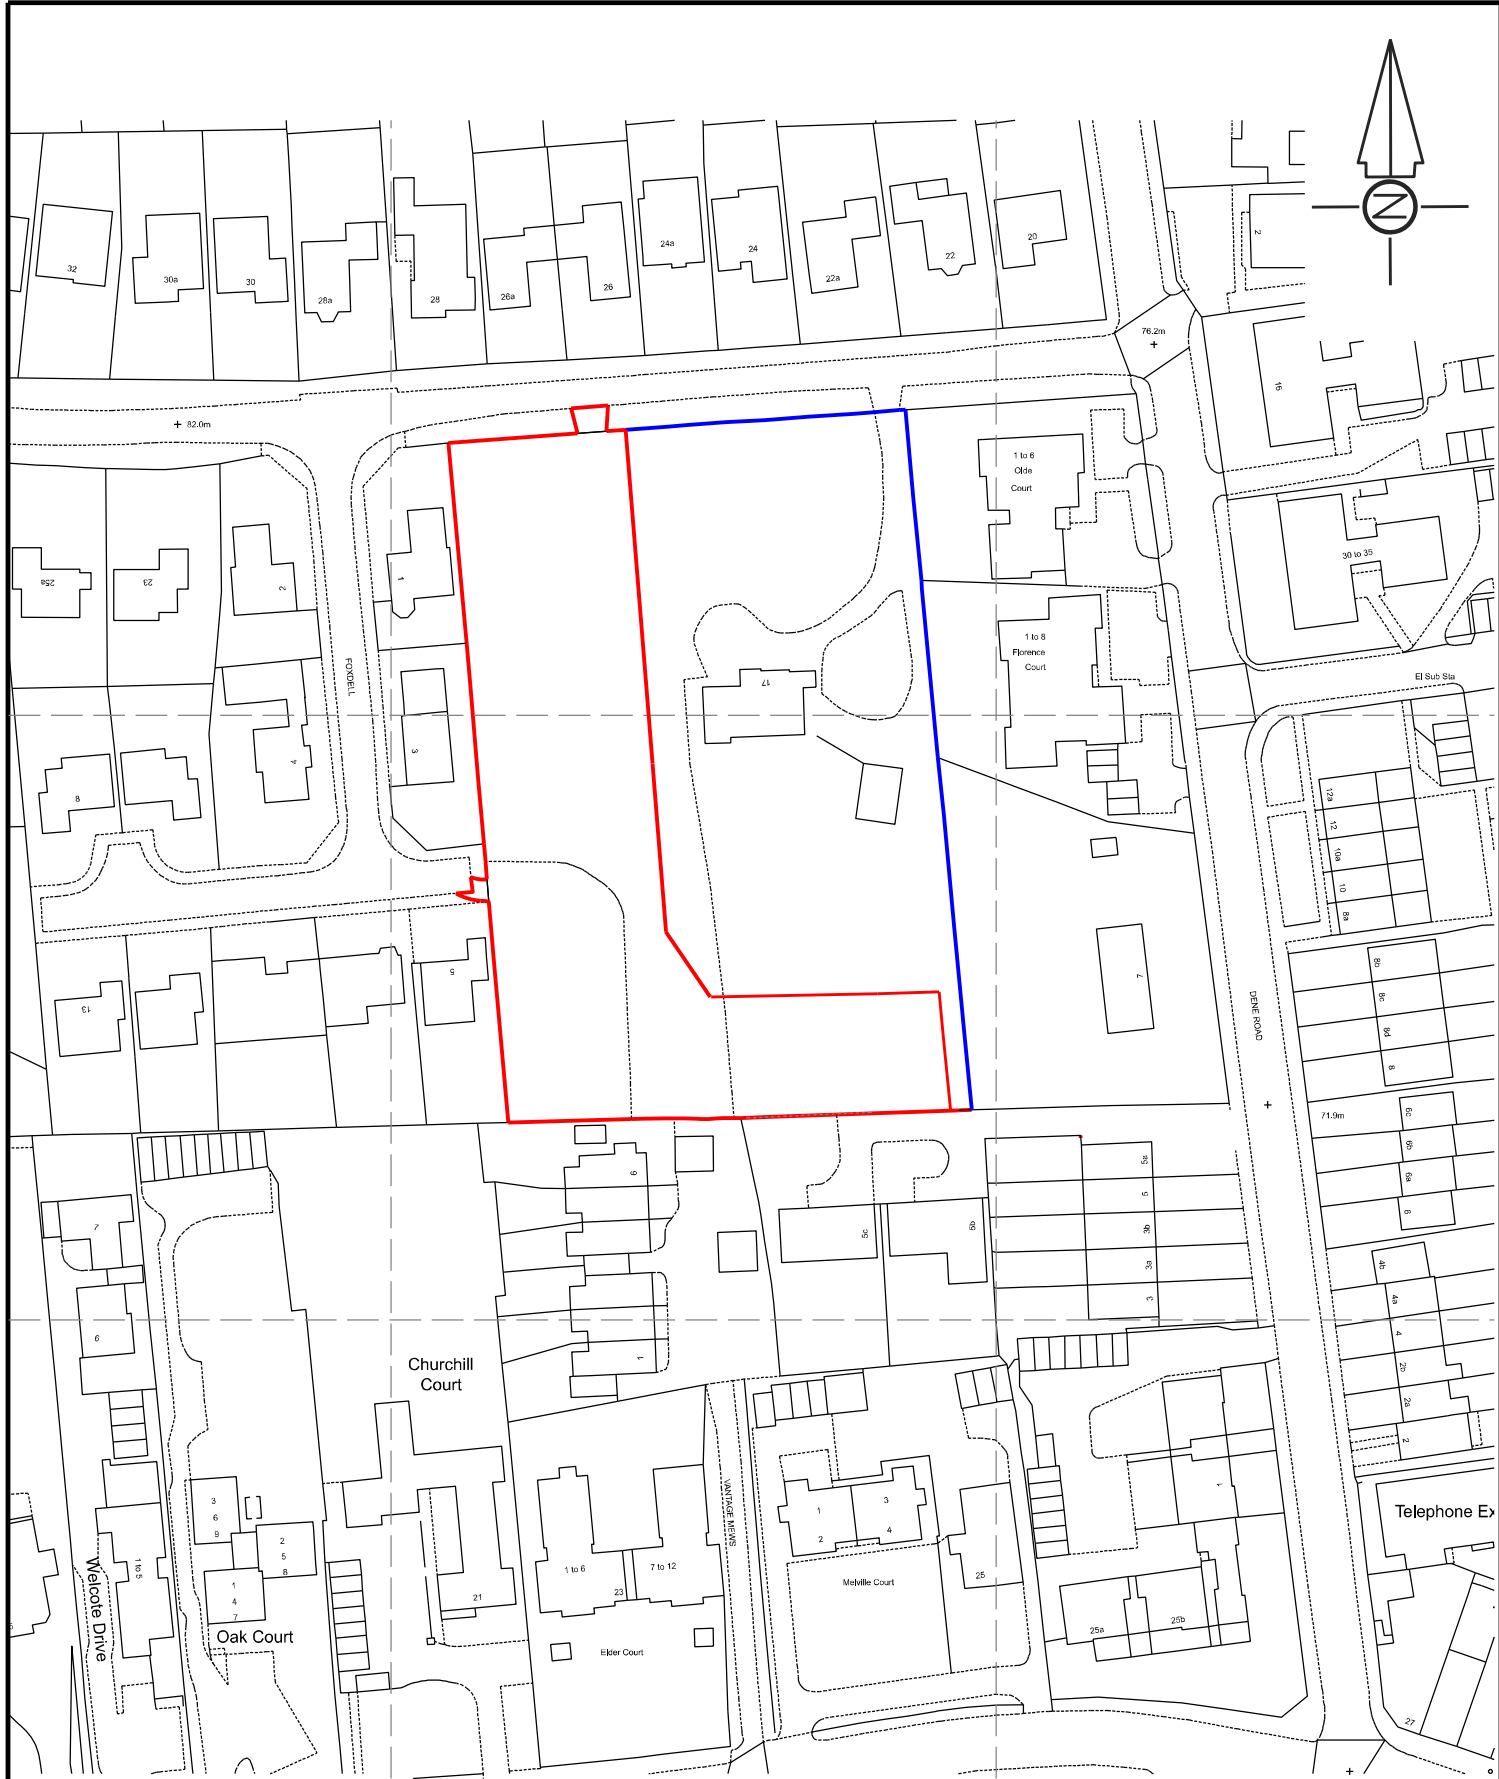 N
32
30a
30
28a
28
26a
26
24a
24
22a
22
20
2
76.2m
16
82.0m
1 to 6
Olde
Court
30 to 35
25a
23
2
1
FOXDELL
1 to 8
Florence
Court
El Sub Sta
17
3
4
8
12a
12
10a
10
8a
7
5
13
DENE ROAD
8b
8c
8d
8
71.9m
6c
6b
6a
6
9
5a
5
3b
3a
3
5c
5b
7
6
1
4b
4a
4
2b
2a
2
Churchill
Court
VANTAGE MEWS
1
2
3
4
Melville Court
25
1
Telephone Ex
3
6
9
2
5
8
1
4
7
Oak Court
Welcote Drive
1 to 5
21
1 to 6
23
7 to 12
Elder Court
25a
25b
27